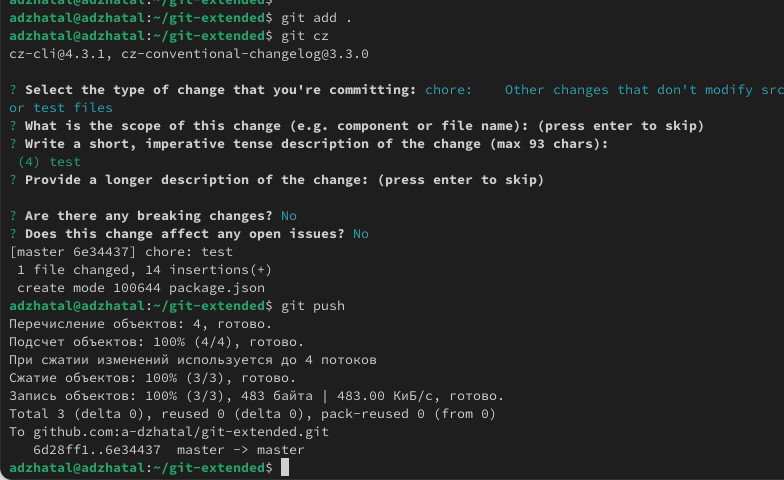 adzhatal@adzhatal:~/git-extended$
adzhatal@adzhatal:~/git-extended$ git add .
adzhatal@adzhatal:~/git-extended$ git cz
cz-cli@4.3.1, cz-conventional-changelog@3.3.0
? Select the type of change that you're committing: chore:    Other changes that don't modify src
or test files
? What is the scope of this change (e.g. component or file name): (press enter to skip)
? Write a short, imperative tense description of the change (max 93 chars):
 (4) test
? Provide a longer description of the change: (press enter to skip)
? Are there any breaking changes? No
? Does this change affect any open issues? No
[master 6e34437] chore: test
 1 file changed, 14 insertions(+)
 create mode 100644 package.json
adzhatal@adzhatal:~/git-extended$ git push
Перечисление объектов: 4, готово.
Подсчет объектов: 100% (4/4), готово.
При сжатии изменений используется до 4 потоков
Сжатие объектов: 100% (3/3), готово.
Запись объектов: 100% (3/3), 483 байта | 483.00 КиБ/с, готово.
Total 3 (delta 0), reused 0 (delta 0), pack-reused 0 (from 0)
To github.com:a-dzhatal/git-extended.git
   6d28ff1..6e34437  master -> master
adzhatal@adzhatal:~/git-extended$